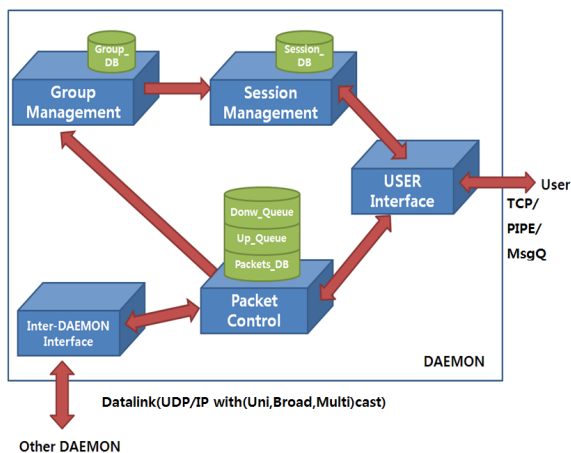 Group_
DB
Group
Management
Session_
DB
Session
Management
USER
Interface
User
TCP/
PIPE/
MsgQ
Donw_Queue
Up_Queue
Packets_DB
Packet
Control
Inter-DAEMON
Interface
DAEMON
Datalink(UDP/IP with(Uni,Broad,Multi)cast)
Other DAEMON